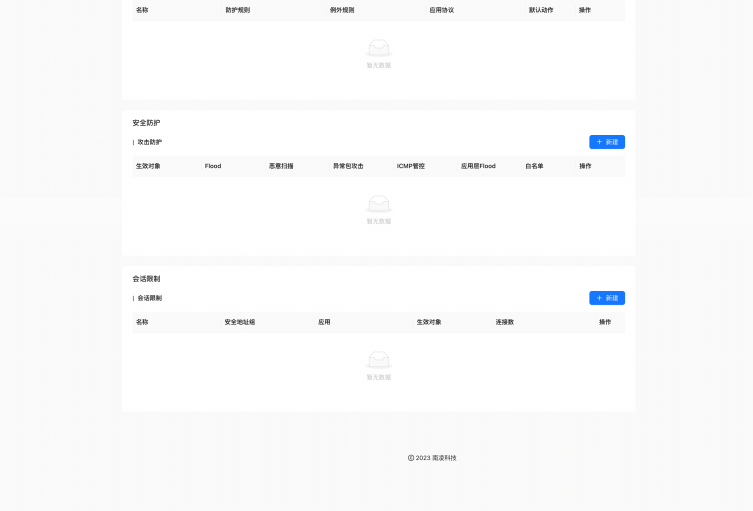 名称 防护规则 例外规则 应用协议 默认动作 操作
暂无数据
安全防护
| 攻击防护 + 新建
生效对象 Flood 恶意扫描 异常包攻击 ICMP管控 应用层Flood 白名单 操作
暂无数据
会话限制
| 会话限制 + 新建
名称 安全地址组 应用 生效对象 连接数 操作
暂无数据
© 2023 南凌科技